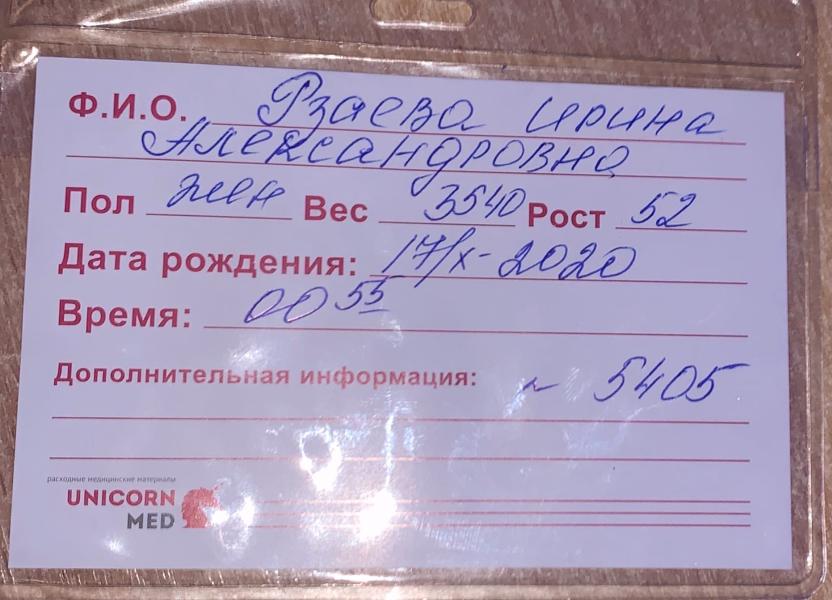 Ф.И.О. Рзаева Ирина
Александровна
Пол жен Вес 3540 Рост 52
Дата рождения: 17/X-2020
Время: 00 55
Дополнительная информация: ~ 5405
расходные медицинские материалы
UNICORN
MED